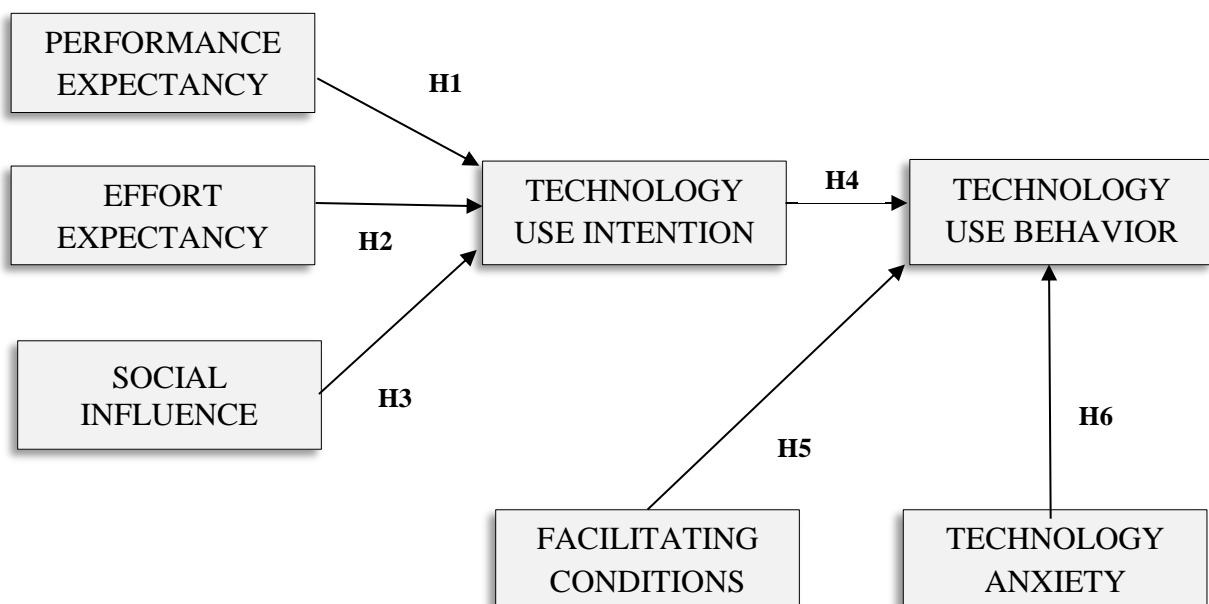 PERFORMANCE
EXPECTANCY
H1
EFFORT
EXPECTANCY
H2
SOCIAL
INFLUENCE
H3
TECHNOLOGY
USE INTENTION
H4
TECHNOLOGY
USE BEHAVIOR
H5
H6
FACILITATING
CONDITIONS
TECHNOLOGY
ANXIETY